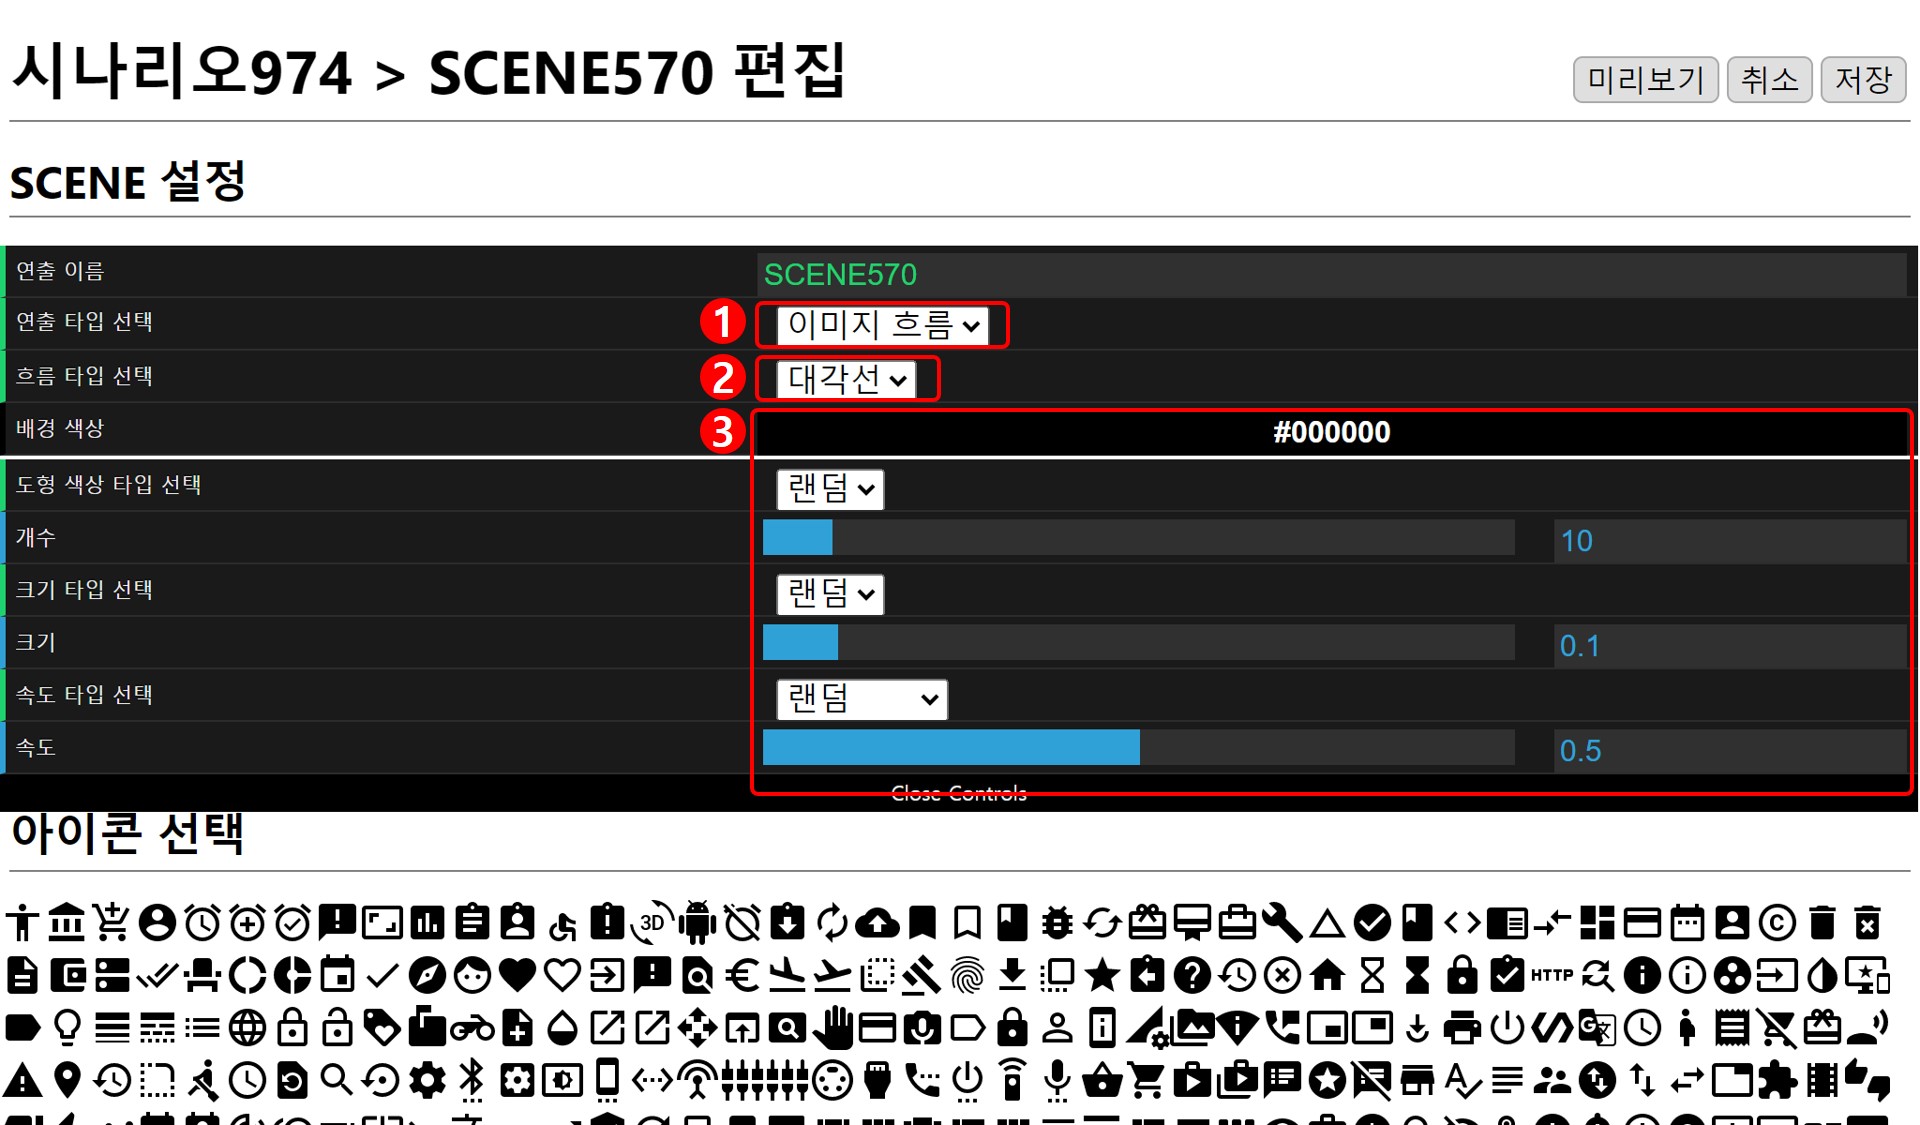 시나리오974 > SCENE570 편집
미리보기 취소 저장
SCENE 설정
연출 이름 SCENE570
연출 타입 선택 1 이미지 흐름
흐름 타입 선택 2 대각선
배경 색상 3 #000000
도형 색상 타입 선택 랜덤
개수 10
크기 타입 선택 랜덤
크기 0.1
속도 타입 선택 랜덤
속도 0.5
Close Controls
아이콘 선택
3D
HTTP